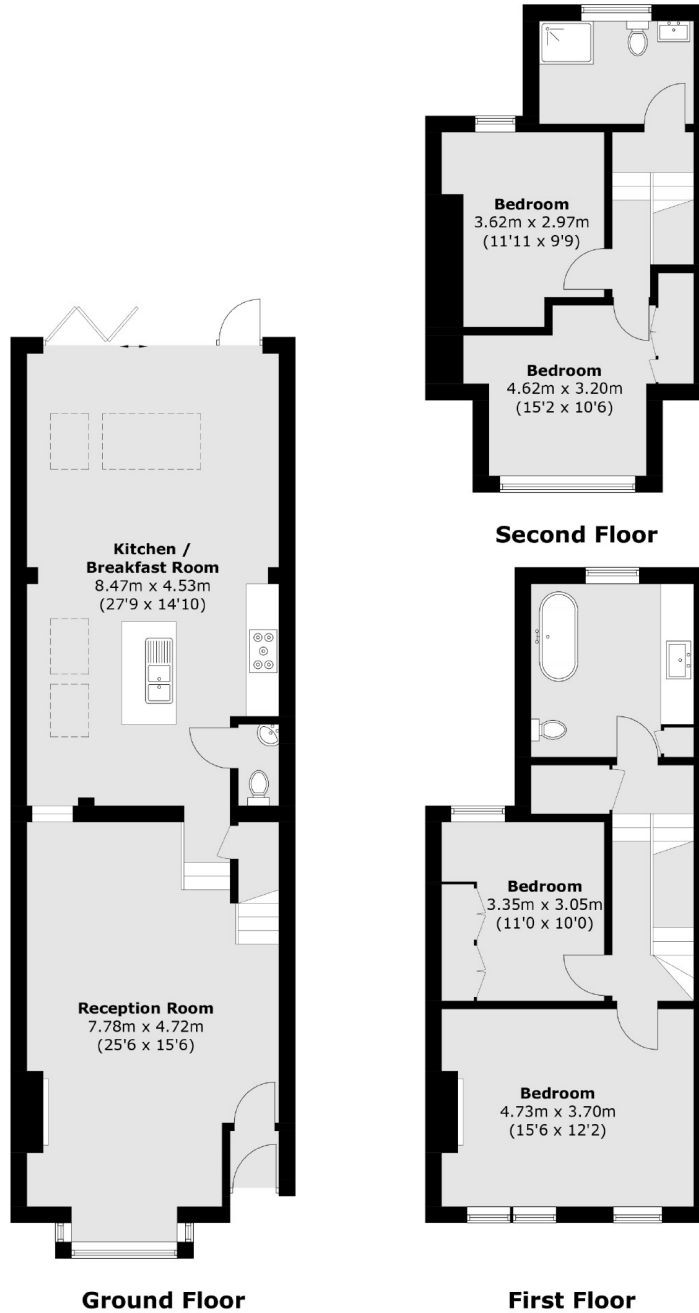 Bedroom
3.62m x 2.97m
(11'11 x 9'9)
Bedroom
4.62m x 3.20m
(15'2 x 10'6)
Second Floor
Kitchen /
Breakfast Room
8.47m x 4.53m
(27'9 x 14'10)
Reception Room
7.78m x 4.72m
(25'6 x 15'6)
Ground Floor
Bedroom
3.35m x 3.05m
(11'0 x 10'0)
Bedroom
4.73m x 3.70m
(15'6 x 12'2)
First Floor